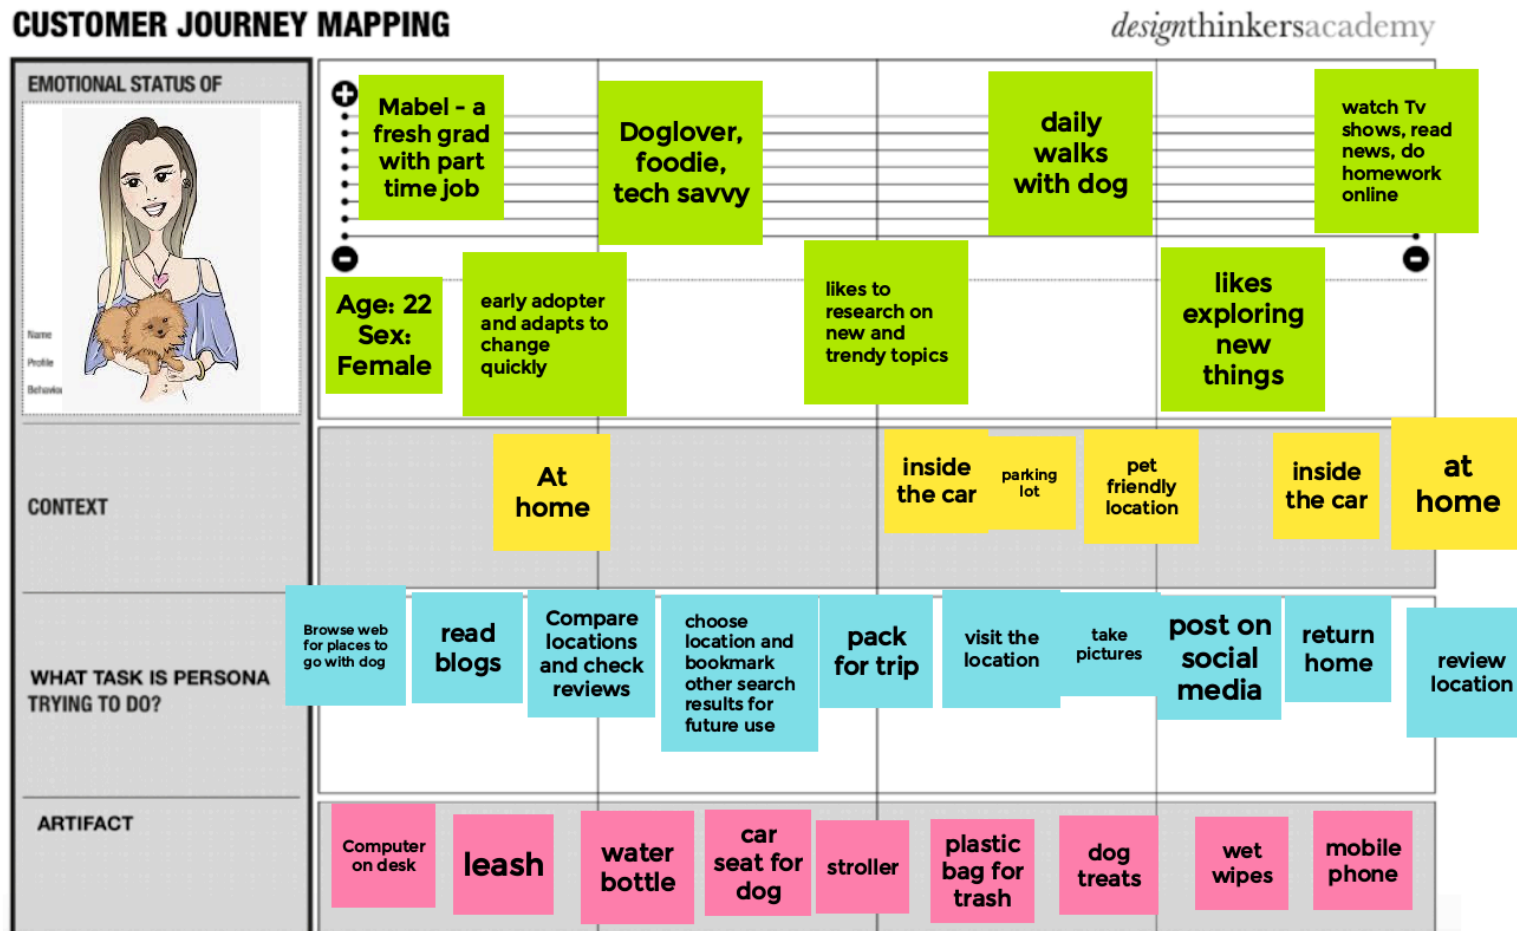 CUSTOMER JOURNEY MAPPING
designthinkersacademy
EMOTIONAL STATUS OF
Name
Profile
Behaviou
Mabel - a
fresh grad
with part
time job
Doglover,
foodie,
tech savvy
daily
walks
with dog
watch Tv
shows, read
news, do
homework
online
Age: 22
Sex:
Female
early adopter
and adapts to
change
quickly
likes to
research on
new and
trendy topics
likes
exploring
new
things
CONTEXT
At
home
inside
the car
parking
lot
pet
friendly
location
inside
the car
at
home
WHAT TASK IS PERSONA
TRYING TO DO?
Browse web
for places to
go with dog
read
blogs
Compare
locations
and check
reviews
choose
location and
bookmark
other search
results for
future use
pack
for trip
visit the
location
take
pictures
post on
social
media
return
home
review
location
ARTIFACT
Computer
on desk
leash
water
bottle
car
seat for
dog
stroller
plastic
bag for
trash
dog
treats
wet
wipes
mobile
phone